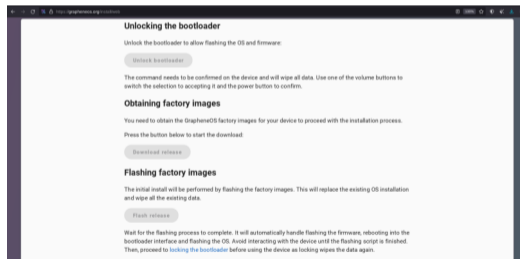 https://grapheneos.org/install/web
Unlocking the bootloader
Unlock the bootloader to allow flashing the OS and firmware:
Unlock bootloader
The command needs to be confirmed on the device and will wipe all data. Use one of the volume buttons to
switch the selection to accepting it and the power button to confirm.
Obtaining factory images
You need to obtain the GrapheneOS factory images for your device to proceed with the installation process.
Press the button below to start the download:
Download release
Flashing factory images
The initial install will be performed by flashing the factory images. This will replace the existing OS installation
and wipe all the existing data.
Flash release
Wait for the flashing process to complete. It will automatically handle flashing the firmware, rebooting into the
bootloader interface and flashing the OS. Avoid interacting with the device until the flashing script is finished.
Then, proceed to locking the bootloader before using the device as locking wipes the data again.